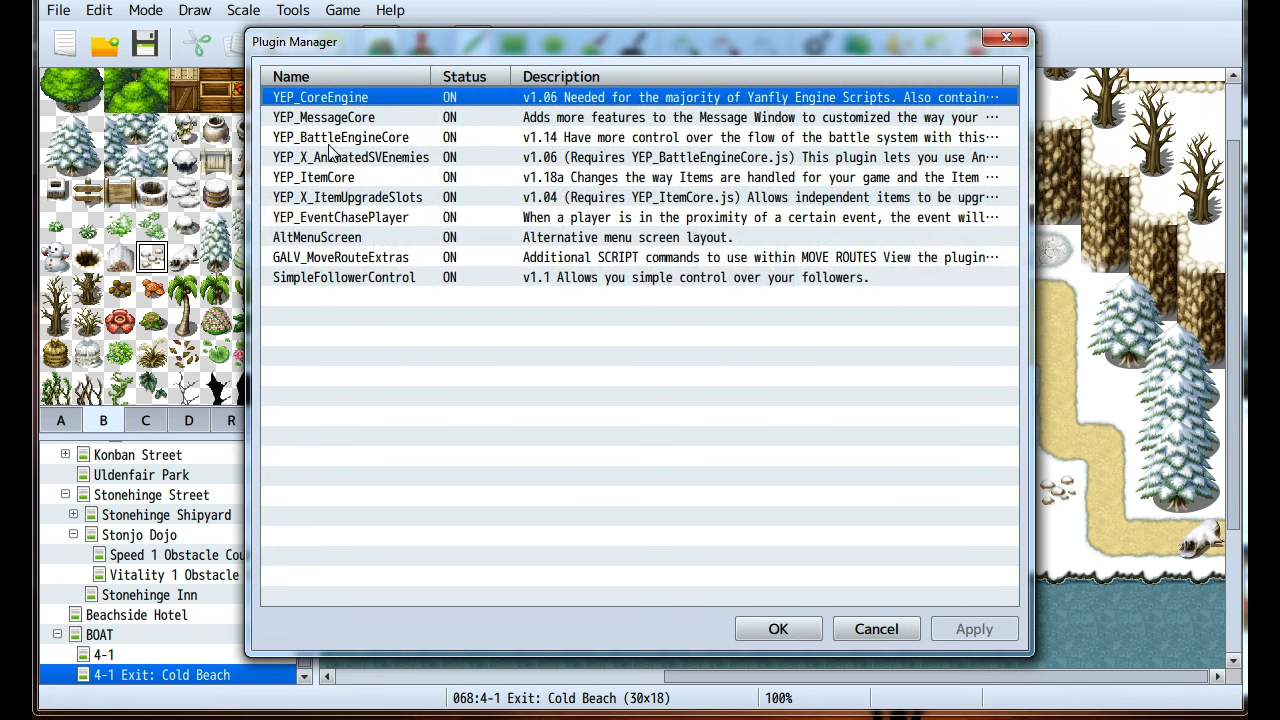 File Edit Mode Draw Scale Tools Game Help
Plugin Manager
Name Status Description
YEP_CoreEngine ON v1.06 Needed for the majority of Yanfly Engine Scripts. Also contain···
YEP_MessageCore ON Adds more features to the Message Window to customized the way your ···
YEP_BattleEngineCore ON v1.14 Have more control over the flow of the battle system with this···
YEP_X_AnimatedSVEnemies ON v1.06 (Requires YEP_BattleEngineCore.js) This plugin lets you use An···
YEP_ItemCore ON v1.18a Changes the way Items are handled for your game and the Item ···
YEP_X_ItemUpgradeSlots ON v1.04 (Requires YEP_ItemCore.js) Allows independent items to be upgr···
YEP_EventChasePlayer ON When a player is in the proximity of a certain event, the event will···
AltMenuScreen ON Alternative menu screen layout.
GALV_MoveRouteExtras ON Additional SCRIPT commands to use within MOVE ROUTES View the plugin···
SimpleFollowerControl ON v1.1 Allows you simple control over your followers.
A B C D R
Konban Street
Uldenfair Park
Stonehinge Street
Stonehinge Shipyard
Stonjo Dojo
Speed 1 Obstacle Cou
Vitality 1 Obstacle
Stonehinge Inn
Beachside Hotel
BOAT
4-1
4-1 Exit: Cold Beach
OK Cancel Apply
068:4-1 Exit: Cold Beach (30x18) 100%